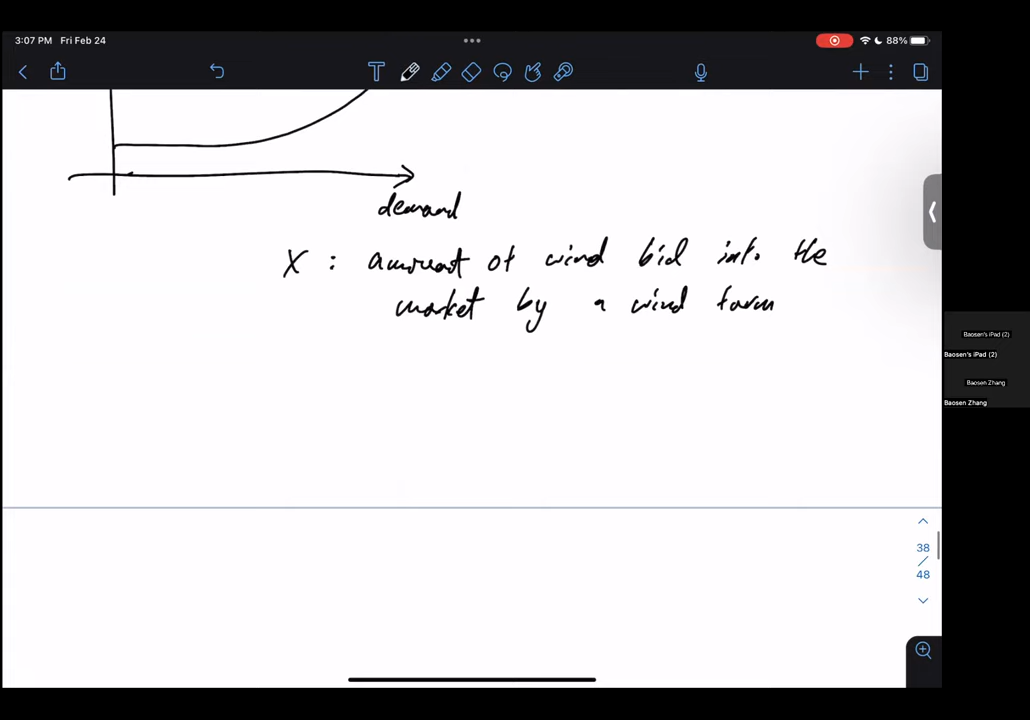 3:07 PM Fri Feb 24
88%
T
demand
X : amount of wind bid into the
market by a wind farm
Baosen's iPad (2)
Baosen's iPad (2)
Baosen Zhang
Baosen Zhang
38
/
48